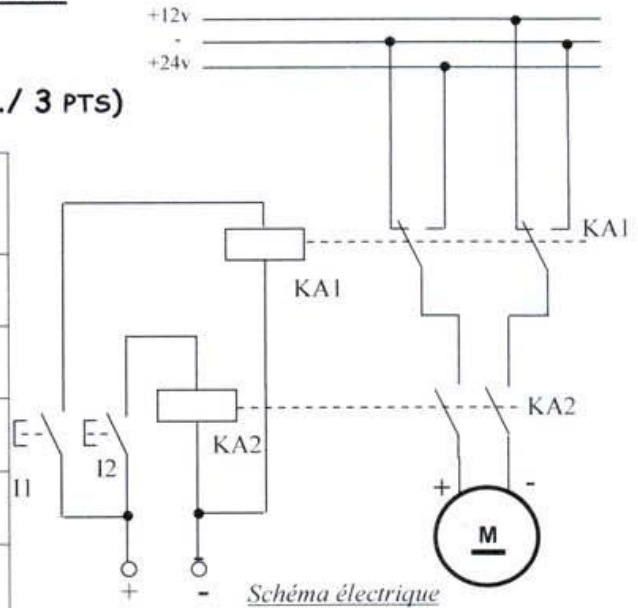 +12v
-
+24v
/ 3 PTS)
KA1
KA1
KA2
KA2
I1
I2
+
-
M
+
-
Schéma électrique